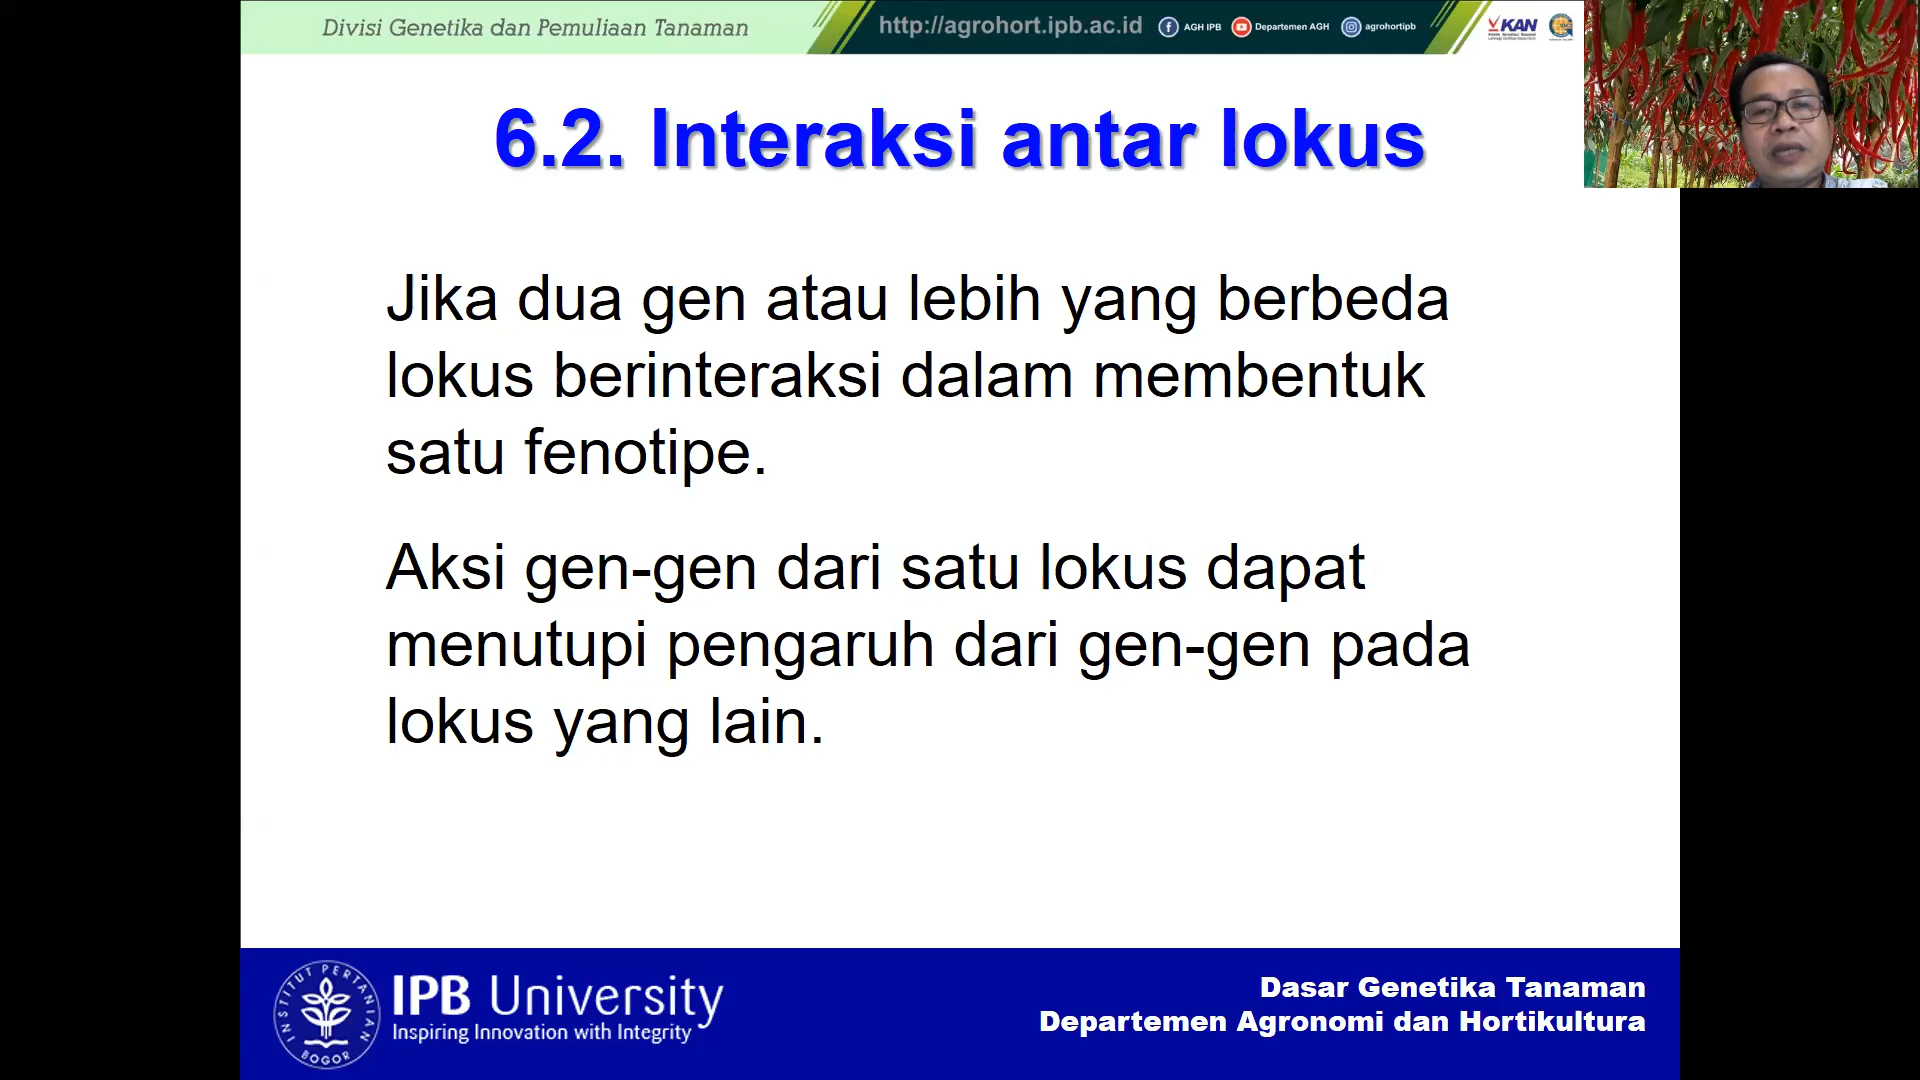 Divisi Genetika dan Pemuliaan Tanaman
http://agrohort.ipb.ac.id
AGH IPB
Departemen AGH
agrohortipb
KAN
6.2. Interaksi antar lokus
Jika dua gen atau lebih yang berbeda
lokus berinteraksi dalam membentuk
satu fenotipe.
Aksi gen-gen dari satu lokus dapat
menutupi pengaruh dari gen-gen pada
lokus yang lain.
INSTITUT PERTANIAN
BOGOR
IPB University
Inspiring Innovation with Integrity
Dasar Genetika Tanaman
Departemen Agronomi dan Hortikultura